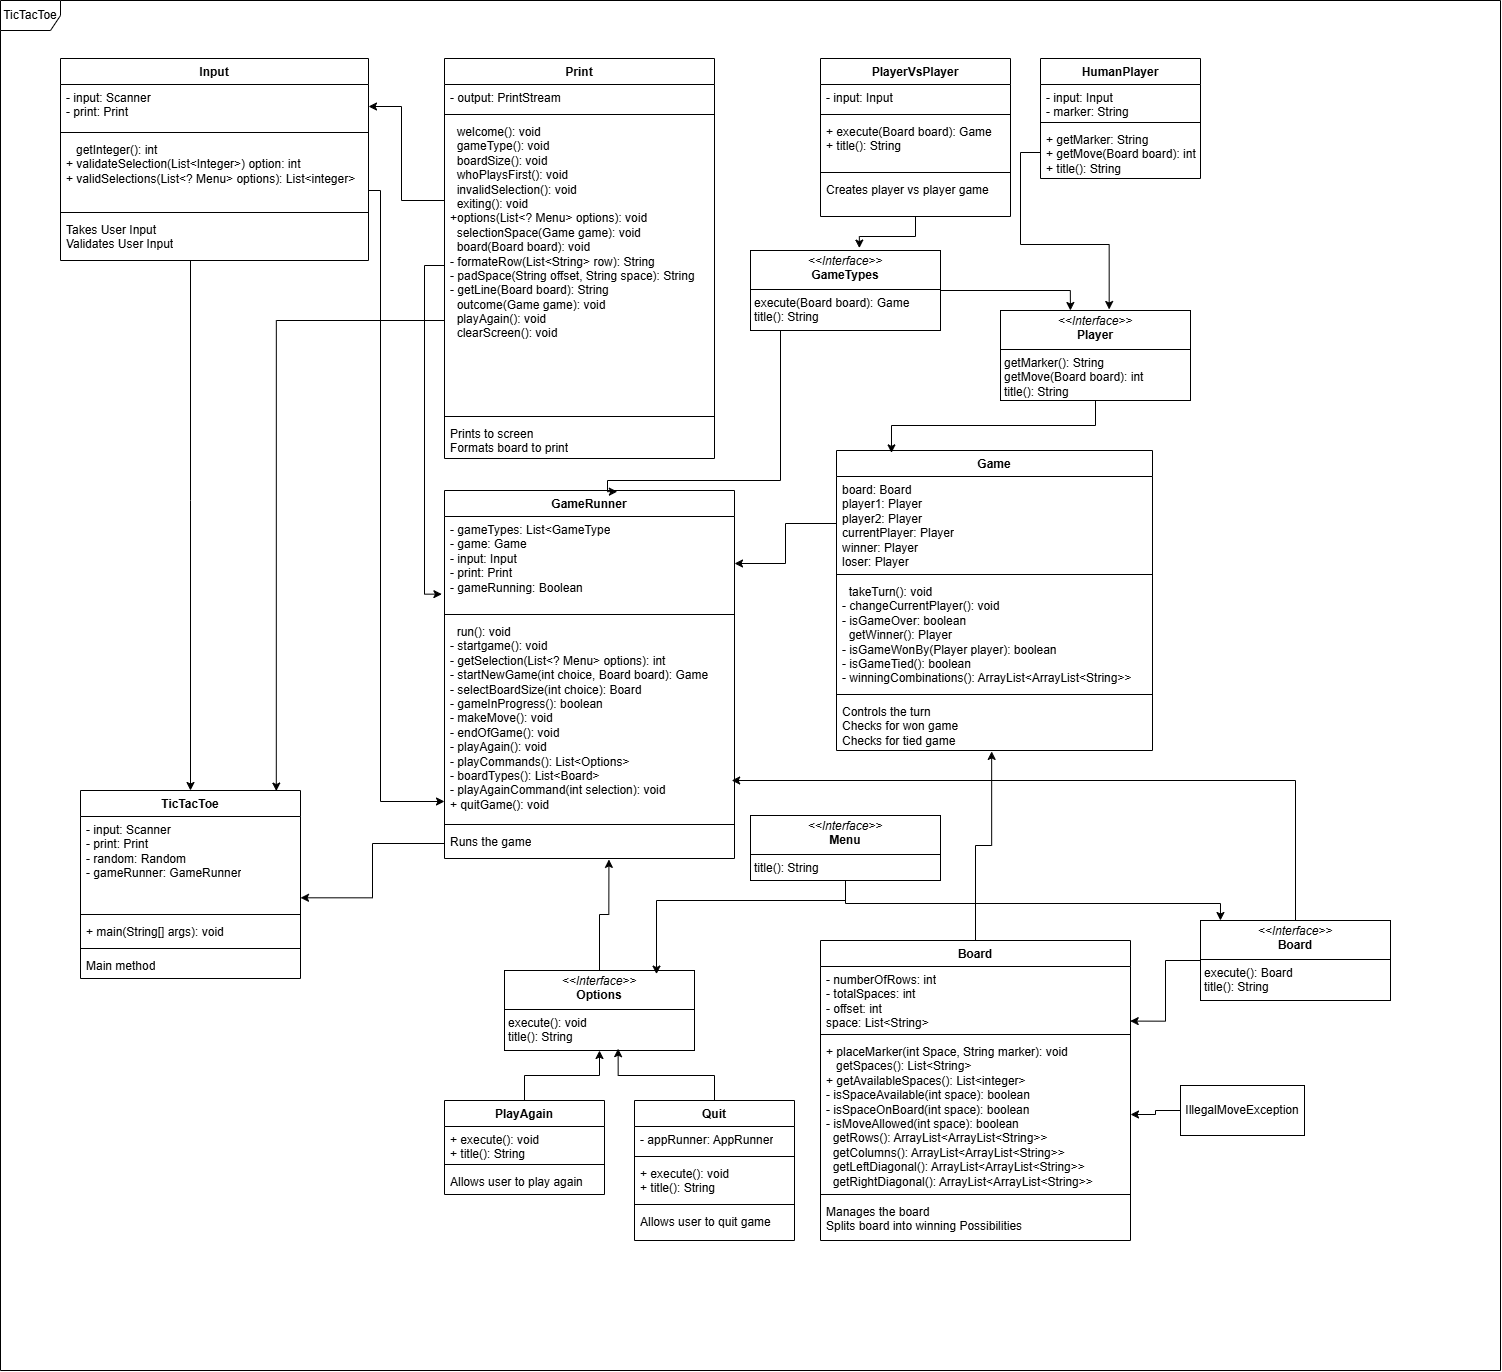 TicTacToe
Input
- input: Scanner
- print: Print
getInteger(): int
+ validateSelection(List<Integer>) option: int
+ validSelections(List<? Menu> options): List<integer>
Takes User Input
Validates User Input
Print
- output: PrintStream
welcome(): void
gameType(): void
boardSize(): void
whoPlaysFirst(): void
invalidSelection(): void
exiting(): void
+options(List<? Menu> options): void
selectionSpace(Game game): void
board(Board board): void
- formateRow(List<String> row): String
- padSpace(String offset, String space): String
- getLine(Board board): String
outcome(Game game): void
playAgain(): void
clearScreen(): void
Prints to screen
Formats board to print
PlayerVsPlayer
- input: Input
+ execute(Board board): Game
+ title(): String
Creates player vs player game
HumanPlayer
- input: Input
- marker: String
+ getMarker: String
+ getMove(Board board): int
+ title(): String
<<Interface>>
GameTypes
execute(Board board): Game
title(): String
<<Interface>>
Player
getMarker(): String
getMove(Board board): int
title(): String
GameRunner
- gameTypes: List<GameType
- game: Game
- input: Input
- print: Print
- gameRunning: Boolean
run(): void
- startgame(): void
- getSelection(List<? Menu> options): int
- startNewGame(int choice, Board board): Game
- selectBoardSize(int choice): Board
- gameInProgress(): boolean
- makeMove(): void
- endOfGame(): void
- playAgain(): void
- playCommands(): List<Options>
- boardTypes(): List<Board>
- playAgainCommand(int selection): void
+ quitGame(): void
Runs the game
Game
board: Board
player1: Player
player2: Player
currentPlayer: Player
winner: Player
loser: Player
takeTurn(): void
- changeCurrentPlayer(): void
- isGameOver: boolean
getWinner(): Player
- isGameWonBy(Player player): boolean
- isGameTied(): boolean
- winningCombinations(): ArrayList<ArrayList<String>>
Controls the turn
Checks for won game
Checks for tied game
TicTacToe
- input: Scanner
- print: Print
- random: Random
- gameRunner: GameRunner
+ main(String[] args): void
Main method
<<Interface>>
Menu
title(): String
<<Interface>>
Board
execute(): Board
title(): String
<<Interface>>
Options
execute(): void
title(): String
Board
- numberOfRows: int
- totalSpaces: int
- offset: int
space: List<String>
+ placeMarker(int Space, String marker): void
getSpaces(): List<String>
+ getAvailableSpaces(): List<integer>
- isSpaceAvailable(int space): boolean
- isSpaceOnBoard(int space): boolean
- isMoveAllowed(int space): boolean
getRows(): ArrayList<ArrayList<String>>
getColumns(): ArrayList<ArrayList<String>>
getLeftDiagonal(): ArrayList<ArrayList<String>>
getRightDiagonal(): ArrayList<ArrayList<String>>
Manages the board
Splits board into winning Possibilities
IllegalMoveException
PlayAgain
+ execute(): void
+ title(): String
Allows user to play again
Quit
- appRunner: AppRunner
+ execute(): void
+ title(): String
Allows user to quit game